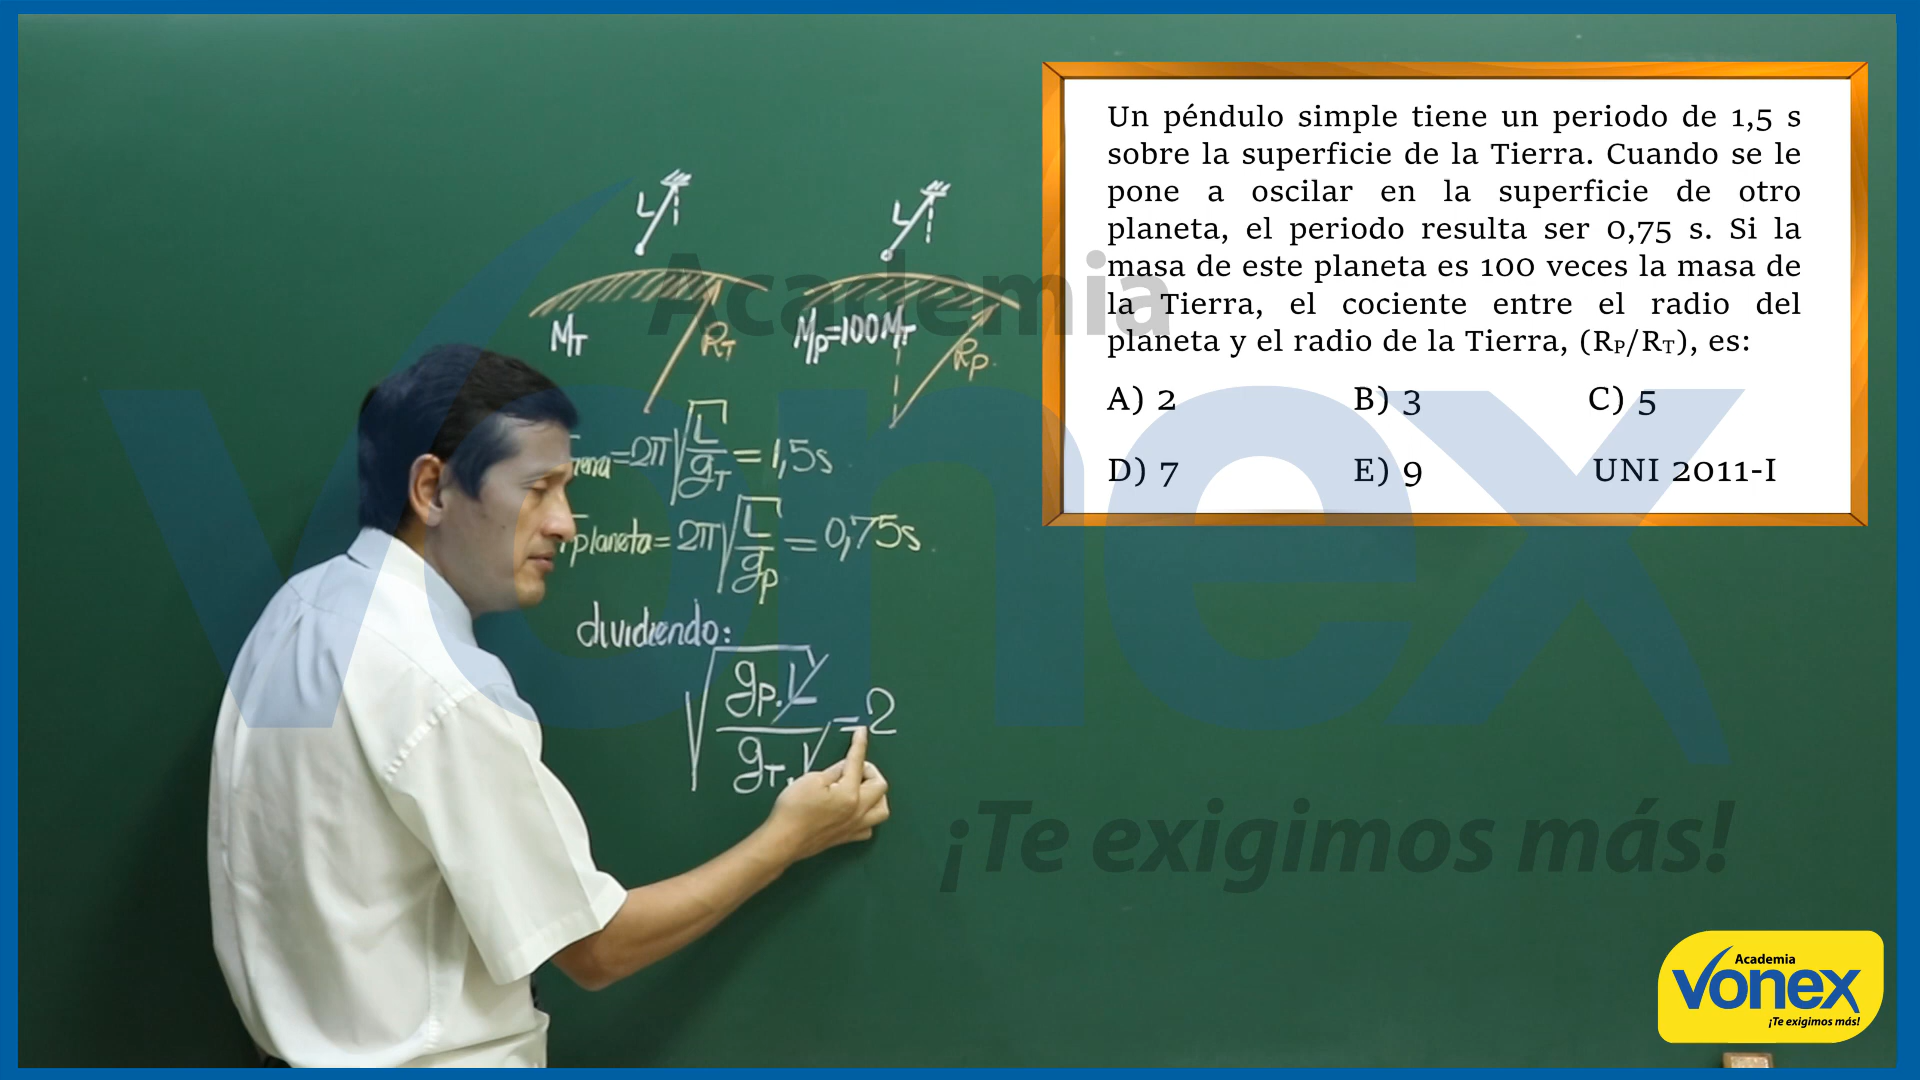 Un péndulo simple tiene un periodo de 1,5 s
sobre la superficie de la Tierra. Cuando se le
pone a oscilar en la superficie de otro
planeta, el periodo resulta ser 0,75 s. Si la
masa de este planeta es 100 veces la masa de
la Tierra, el cociente entre el radio del
planeta y el radio de la Tierra, (RP/RT), es:
A) 2 B) 3 C) 5
D) 7 E) 9 UNI 2011-I
L L
MT RT MP=100MT RP.
=2π√(L/gT) = 1,5s
Tplaneta=2π√(L/gP) = 0,75s.
dividiendo:
√(gP.L/gT.L) =2
Academia
vonex
¡Te exigimos más!
Academia
vonex
¡Te exigimos más!